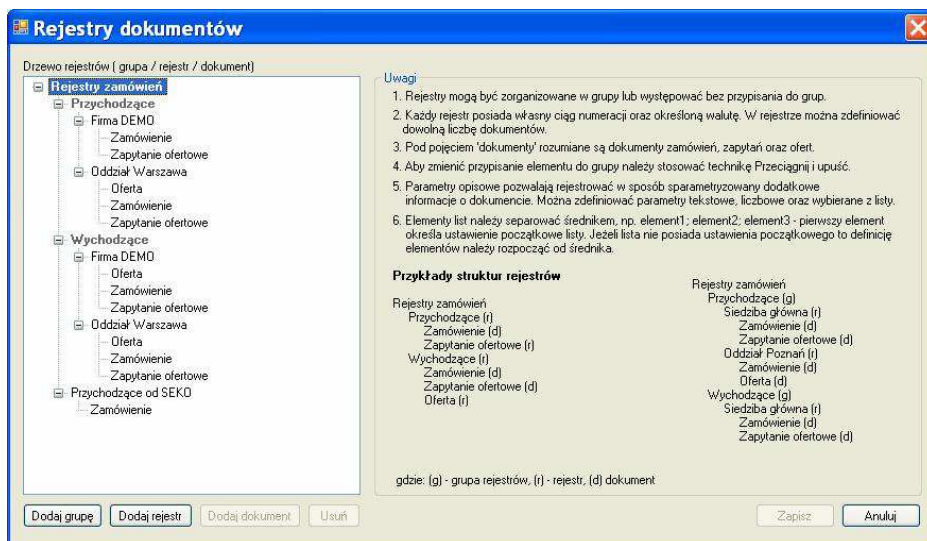 Rejestry dokumentów
Drzewo rejestrów ( grupa / rejestr / dokument)
Rejestry zamówień
Przychodzące
Firma DEMO
Zamówienie
Zapytanie ofertowe
Oddział Warszawa
Oferta
Zamówienie
Zapytanie ofertowe
Wychodzące
Firma DEMO
Oferta
Zamówienie
Zapytanie ofertowe
Oddział Warszawa
Oferta
Zamówienie
Zapytanie ofertowe
Przychodzące od SEKO
Zamówienie
Uwagi
1. Rejestry mogą być zorganizowane w grupy lub występować bez przypisania do grup.
2. Każdy rejestr posiada własny ciąg numeracji oraz określoną walutę. W rejestrze można zdefiniować
dowolną liczbę dokumentów.
3. Pod pojęciem 'dokumenty' rozumiane są dokumenty zamówień, zapytań oraz ofert.
4. Aby zmienić przypisanie elementu do grupy należy stosować technikę Przeciągnij i upuść.
5. Parametry opisowe pozwalają rejestrować w sposób sparametryzowany dodatkowe
informacje o dokumencie. Można zdefiniować parametry tekstowe, liczbowe oraz wybierane z listy.
6. Elementy list należy separować średnikem, np. element1; element2; element3 - pierwszy element
określa ustawienie początkowe listy. Jeżeli lista nie posiada ustawienia początkowego to definicję
elementów należy rozpocząć od średnika.
Przykłady struktur rejestrów
Rejestry zamówień
Przychodzące (r)
Zamówienie (d)
Zapytanie ofertowe (r)
Wychodzące (r)
Zamówienie (d)
Zapytanie ofertowe (d)
Oferta (r)
Rejestry zamówień
Przychodzące (g)
Siedziba główna (r)
Zamówienie (d)
Zapytanie ofertowe (d)
Oddział Poznań (r)
Zamówienie (d)
Oferta (d)
Wychodzące (g)
Siedziba główna (r)
Zamówienie (d)
Zapytanie ofertowe (d)
gdzie: (g) - grupa rejestrów, (r) - rejestr, (d) dokument
Dodaj grupę Dodaj rejestr Dodaj dokument Usuń Zapisz Anuluj